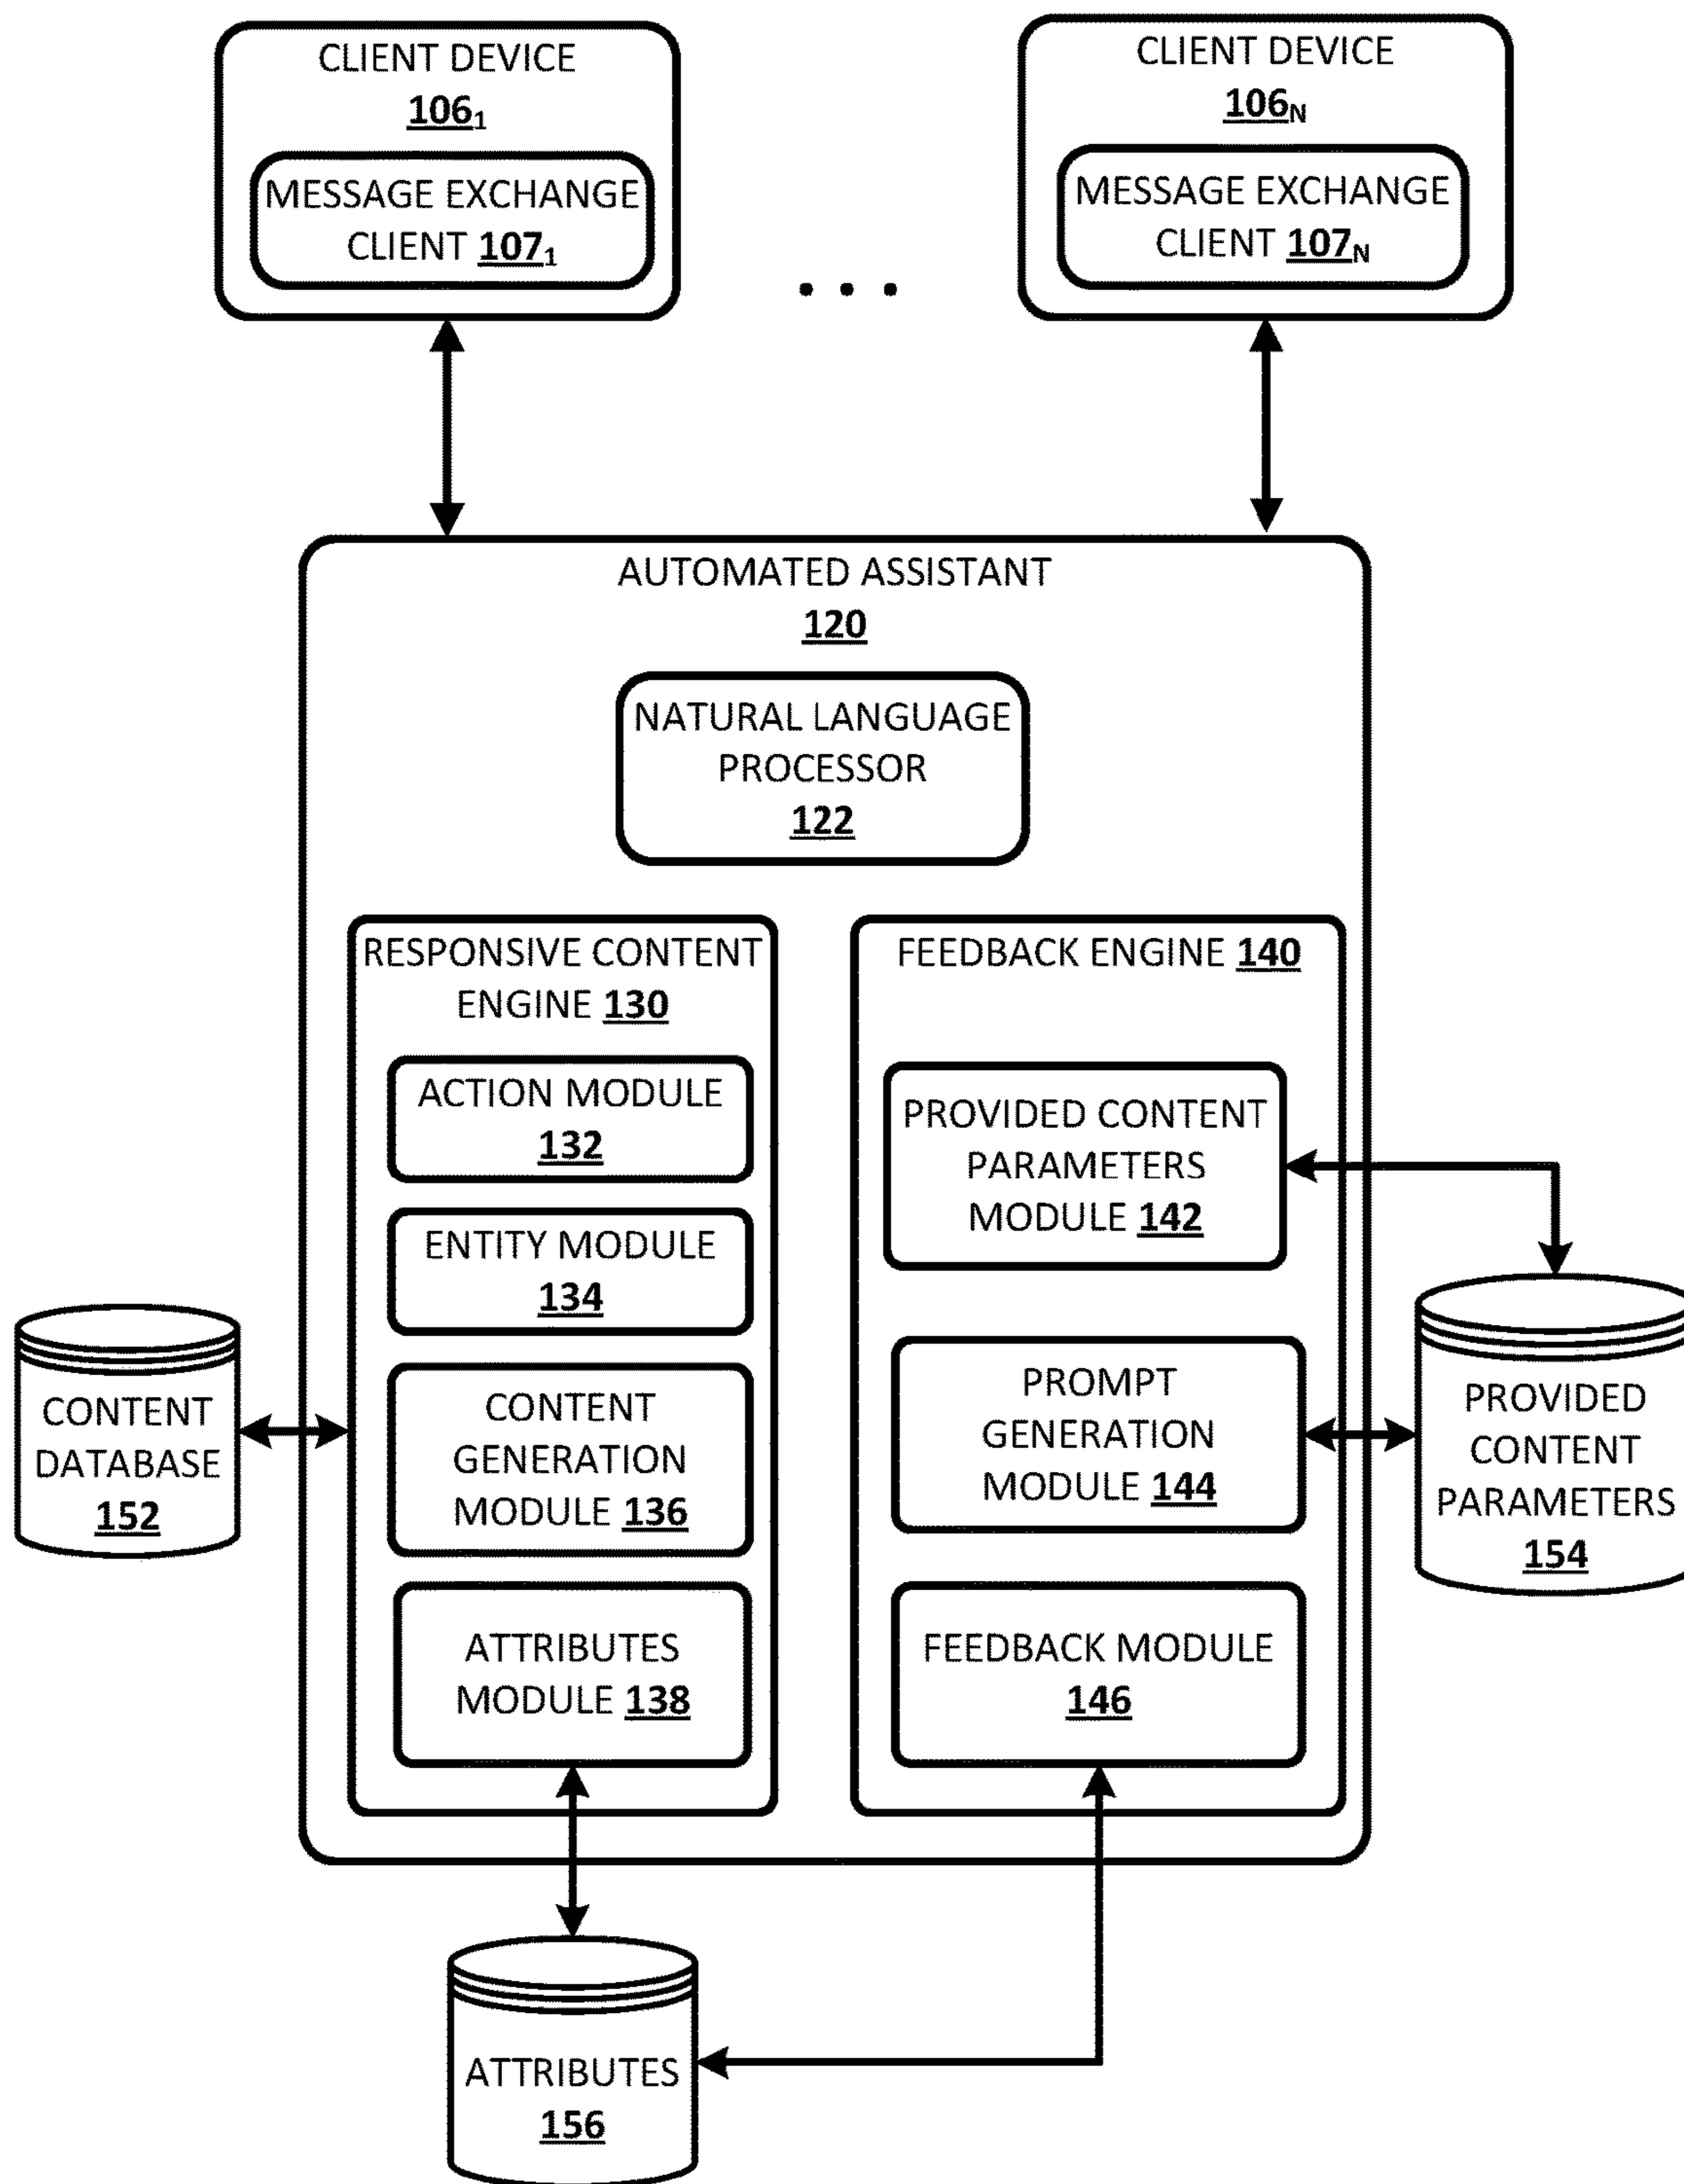 CLIENT DEVICE
106₁
MESSAGE EXCHANGE
CLIENT 107₁
. . .
CLIENT DEVICE
106ₙ
MESSAGE EXCHANGE
CLIENT 107ₙ
AUTOMATED ASSISTANT
120
NATURAL LANGUAGE
PROCESSOR
122
RESPONSIVE CONTENT
ENGINE 130
ACTION MODULE
132
ENTITY MODULE
134
CONTENT
GENERATION
MODULE 136
ATTRIBUTES
MODULE 138
FEEDBACK ENGINE 140
PROVIDED CONTENT
PARAMETERS
MODULE 142
PROMPT
GENERATION
MODULE 144
FEEDBACK MODULE
146
CONTENT
DATABASE
152
PROVIDED
CONTENT
PARAMETERS
154
ATTRIBUTES
156